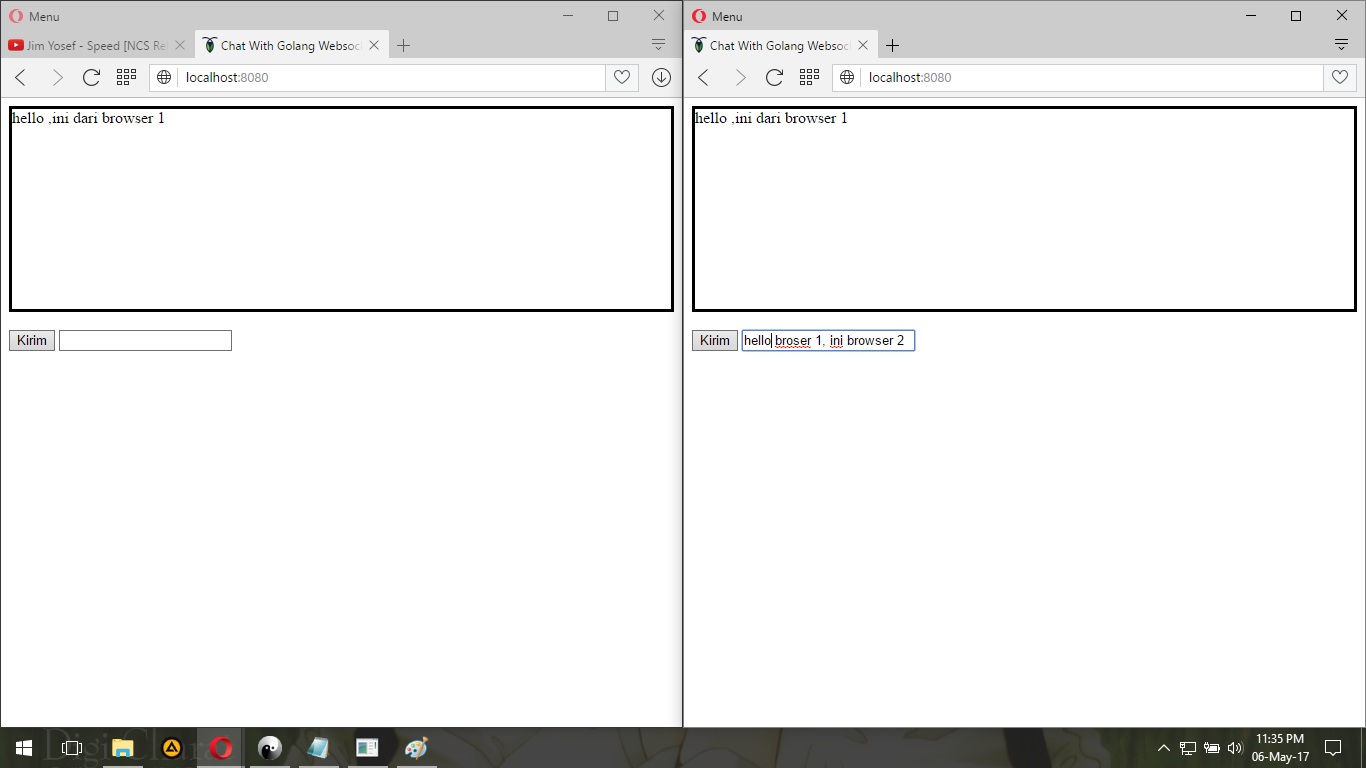 Menu
Jim Yosef - Speed [NCS Re
Chat With Golang Websoc
localhost:8080
hello ,ini dari browser 1
Kirim
Menu
Chat With Golang Websoc
localhost:8080
hello ,ini dari browser 1
Kirim hello broser 1, ini browser 2
11:35 PM
06-May-17